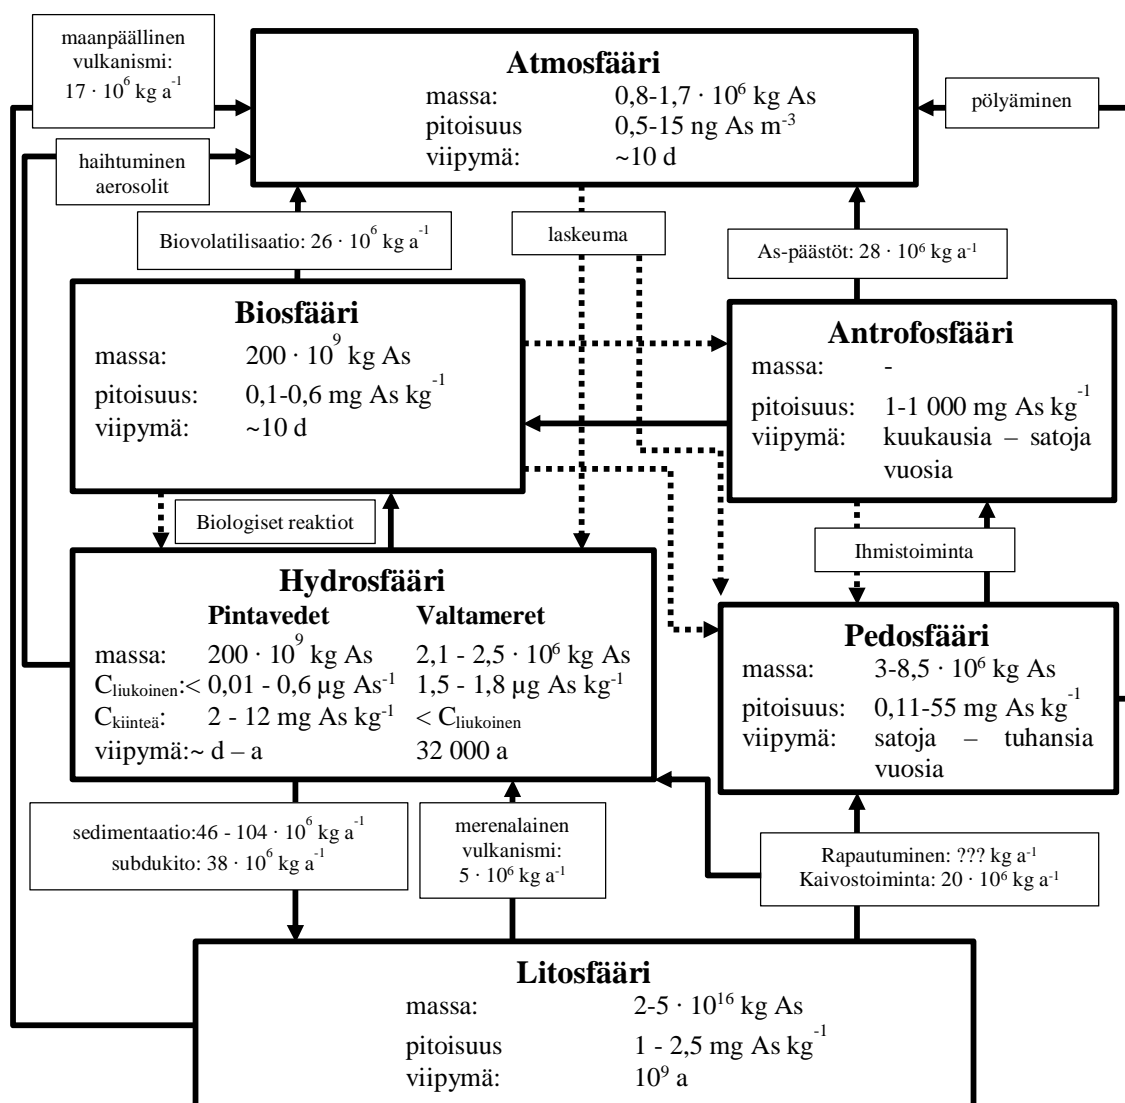 maanpäällinen
vulkanismi:
17 · 10⁶ kg a⁻¹
Atmosfääri
massa: 0,8-1,7 · 10⁶ kg As
pitoisuus 0,5-15 ng As m⁻³
viipymä: ~10 d
pölyäminen
haihtuminen
aerosolit
Biovolatilisaatio: 26 · 10⁶ kg a⁻¹
laskeuma
As-päästöt: 28 · 10⁶ kg a⁻¹
Biosfääri
massa: 200 · 10⁹ kg As
pitoisuus: 0,1-0,6 mg As kg⁻¹
viipymä: ~10 d
Antrofosfääri
massa: -
pitoisuus: 1-1 000 mg As kg⁻¹
viipymä: kuukausia – satoja
vuosia
Biologiset reaktiot
Ihmistoiminta
Hydrosfääri
Pintavedet Valtameret
massa: 200 · 10⁹ kg As 2,1 - 2,5 · 10⁶ kg As
Cliukoinen:< 0,01 - 0,6 µg As⁻¹ 1,5 - 1,8 µg As kg⁻¹
Ckiinteä: 2 - 12 mg As kg⁻¹ < Cliukoinen
viipymä:~ d – a 32 000 a
Pedosfääri
massa: 3-8,5 · 10⁶ kg As
pitoisuus: 0,11-55 mg As kg⁻¹
viipymä: satoja – tuhansia
vuosia
sedimentaatio:46 - 104 · 10⁶ kg a⁻¹
subdukito: 38 · 10⁶ kg a⁻¹
merenalainen
vulkanismi:
5 · 10⁶ kg a⁻¹
Rapautuminen: ??? kg a⁻¹
Kaivostoiminta: 20 · 10⁶ kg a⁻¹
Litosfääri
massa: 2-5 · 10¹⁶ kg As
pitoisuus 1 - 2,5 mg As kg⁻¹
viipymä: 10⁹ a